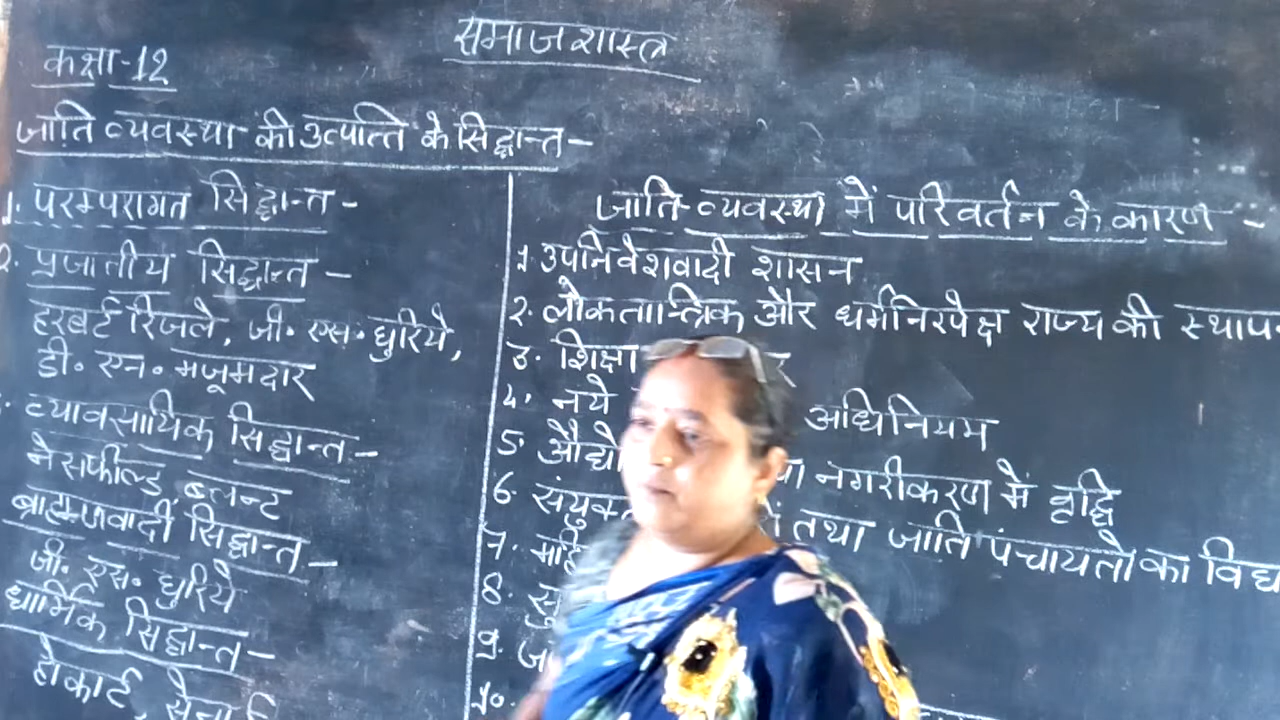 समाजशास्त्र
कक्षा-12
जाति व्यवस्था की उत्पत्ति के सिद्धान्त-
1. परम्परागत सिद्धान्त-
2. प्रजातीय सिद्धान्त-
हरबर्ट रिजले, जी. एस. घुरिये,
डी. एन. मजूमदार
व्यावसायिक सिद्धान्त-
नेसफील्ड ब्लन्ट
ब्राह्मणवादी सिद्धान्त-
जी. एस. घुरिये
धार्मिक सिद्धान्त-
होकार्ट,
जाति-व्यवस्था में परिवर्तन के कारण -
1. उपनिवेशवादी शासन
2. लोकतान्त्रिक और धर्मनिरपेक्ष राज्य की
3. शिक्षा
4. नये अधिनियम
5. नगरीकरण में वृद्धि
6. तथा जाति पंचायतो का
7.
8.
9.
10.